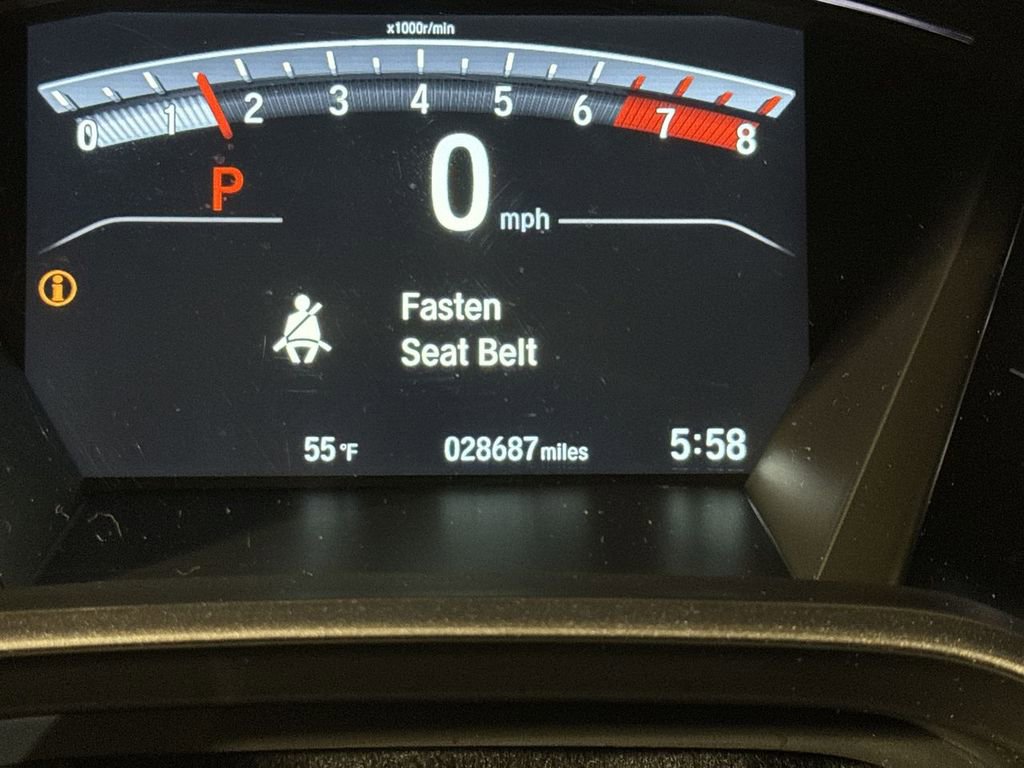 x1000r/min
0 1 2 3 4 5 6 7 8
P
0 mph
i
Fasten
Seat Belt
55 °F 028687 miles 5:58